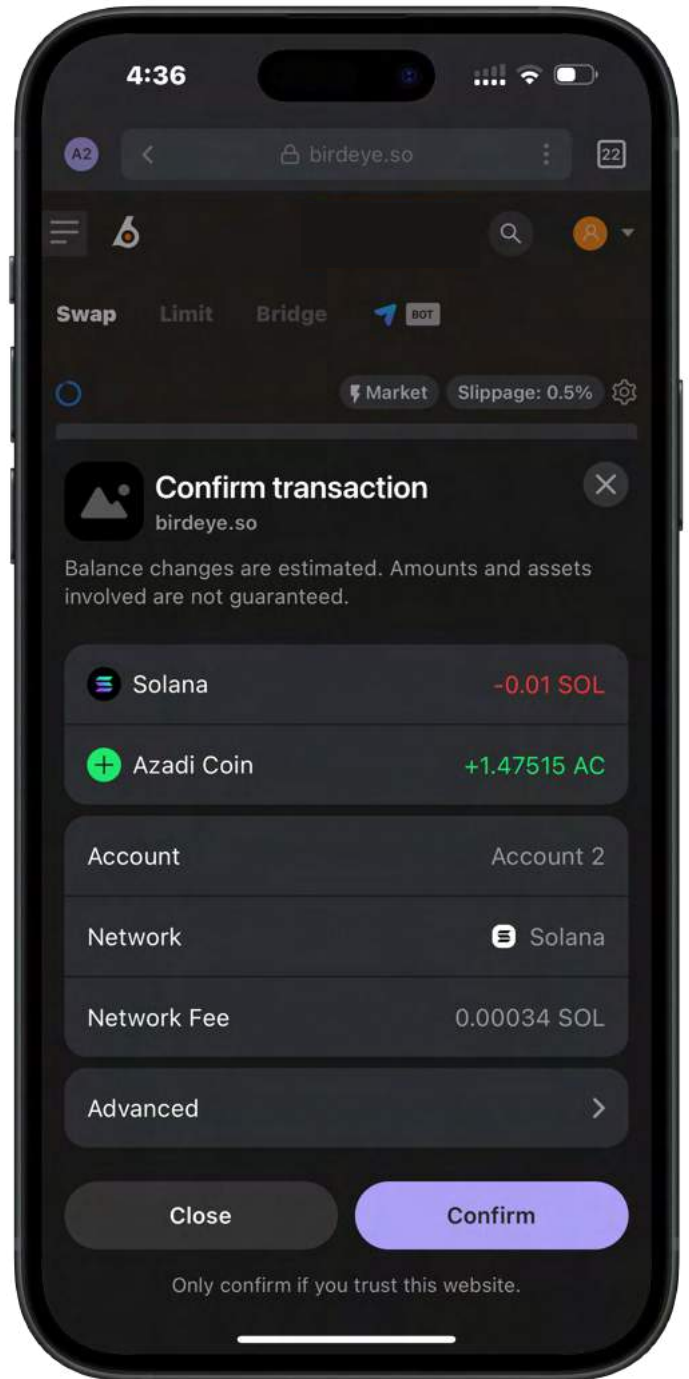 4:36
A2
birdeye.so
22
Swap Limit Bridge BOT
Market Slippage: 0.5%
Confirm transaction
birdeye.so
Balance changes are estimated. Amounts and assets
involved are not guaranteed.
Solana -0.01 SOL
Azadi Coin +1.47515 AC
Account Account 2
Network Solana
Network Fee 0.00034 SOL
Advanced
Close Confirm
Only confirm if you trust this website.